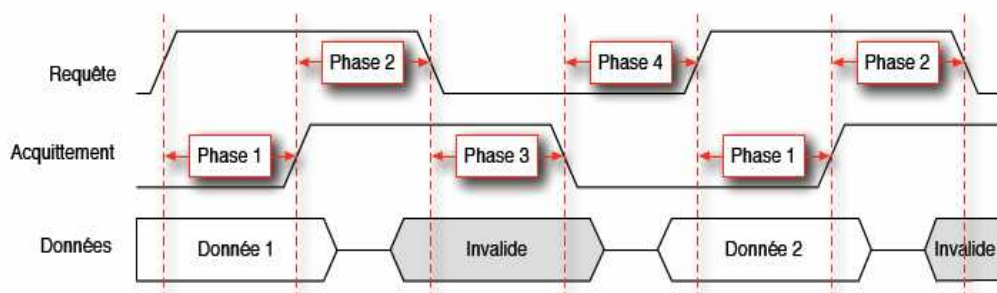 Phase 2 Phase 4 Phase 2
Requête
Acquittement
Phase 1 Phase 3 Phase 1
Données Donnée 1 Invalide Donnée 2 Invalide